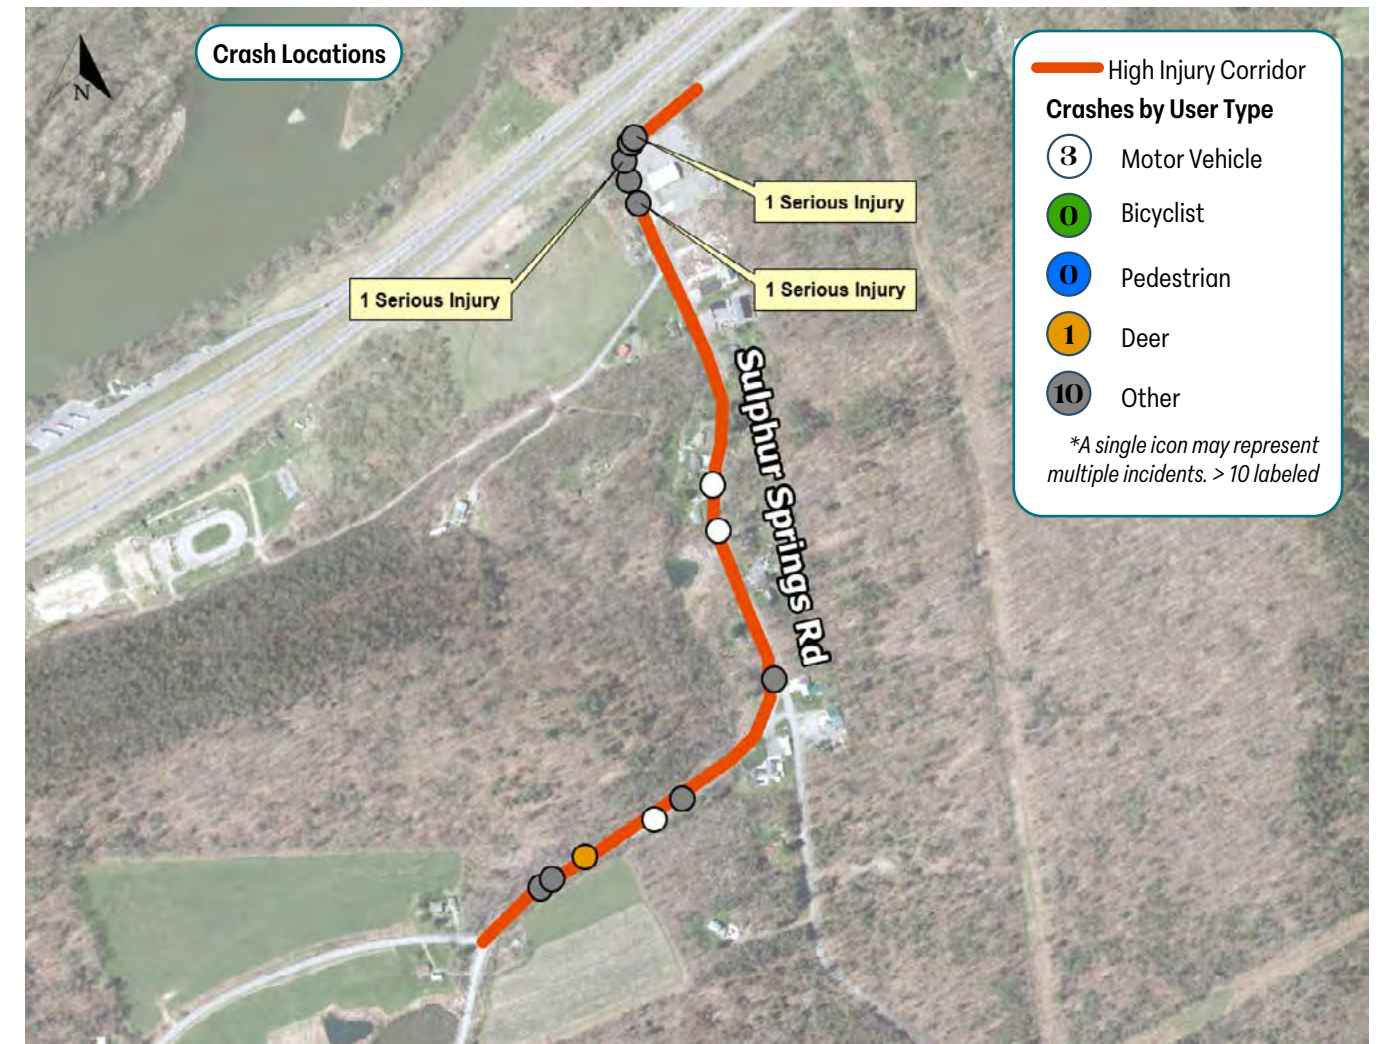 Crash Locations
N
High Injury Corridor
Crashes by User Type
3 Motor Vehicle
0 Bicyclist
0 Pedestrian
1 Deer
10 Other
*A single icon may represent
multiple incidents. > 10 labeled
1 Serious Injury
1 Serious Injury
1 Serious Injury
Sulphur Springs Rd